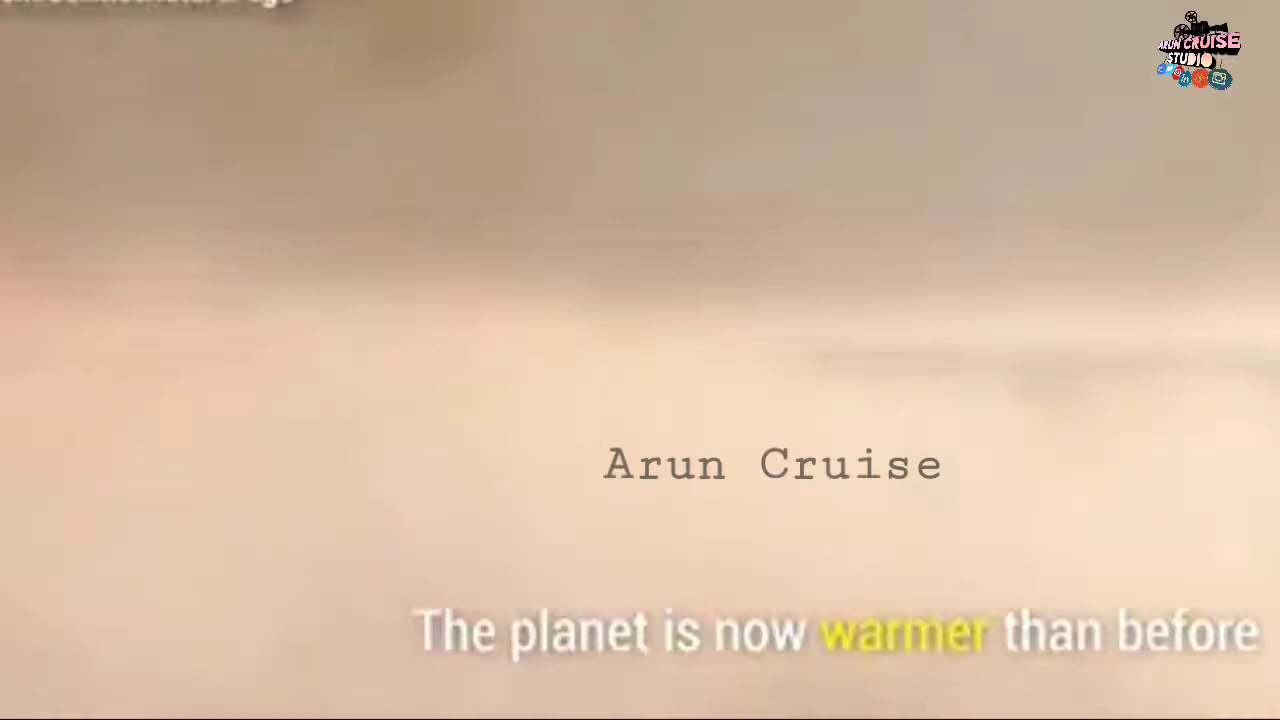 ARUN CRUISE
STUDIO
Arun Cruise
The planet is now warmer than before